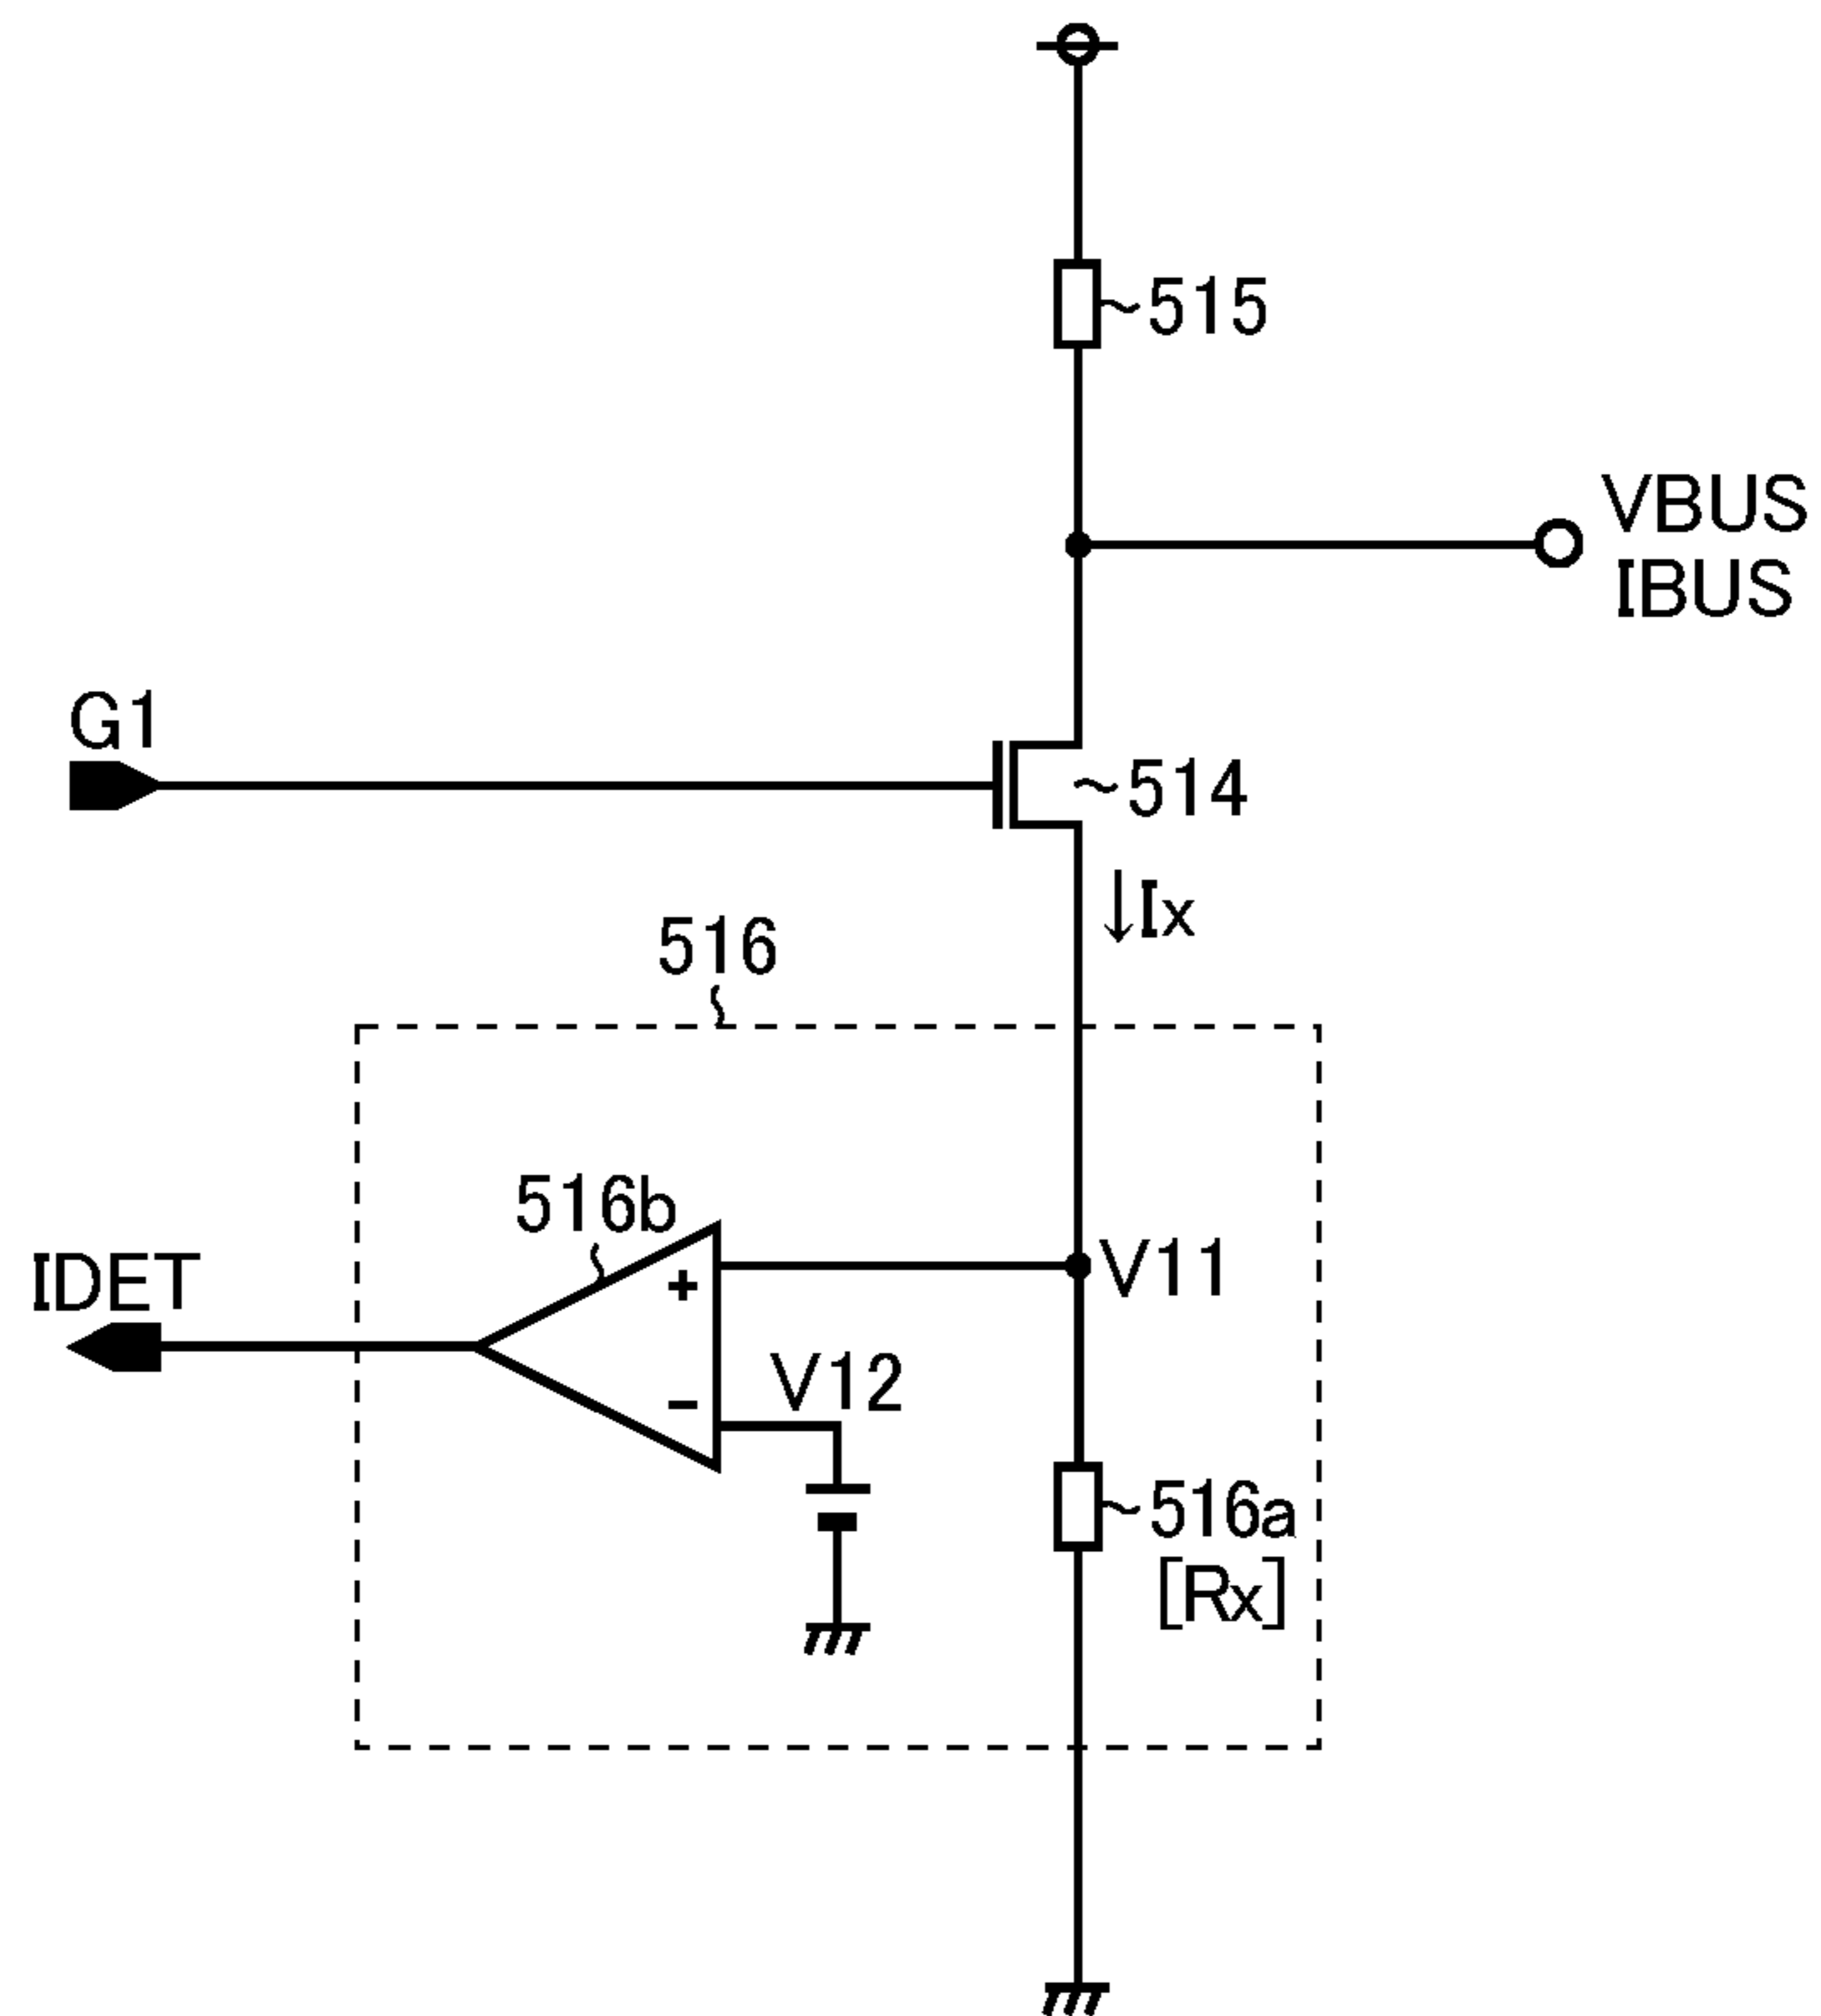 515
VBUS
IBUS
G1
514
Ix
516
516b
V11
IDET
V12
516a
[Rx]
+
-